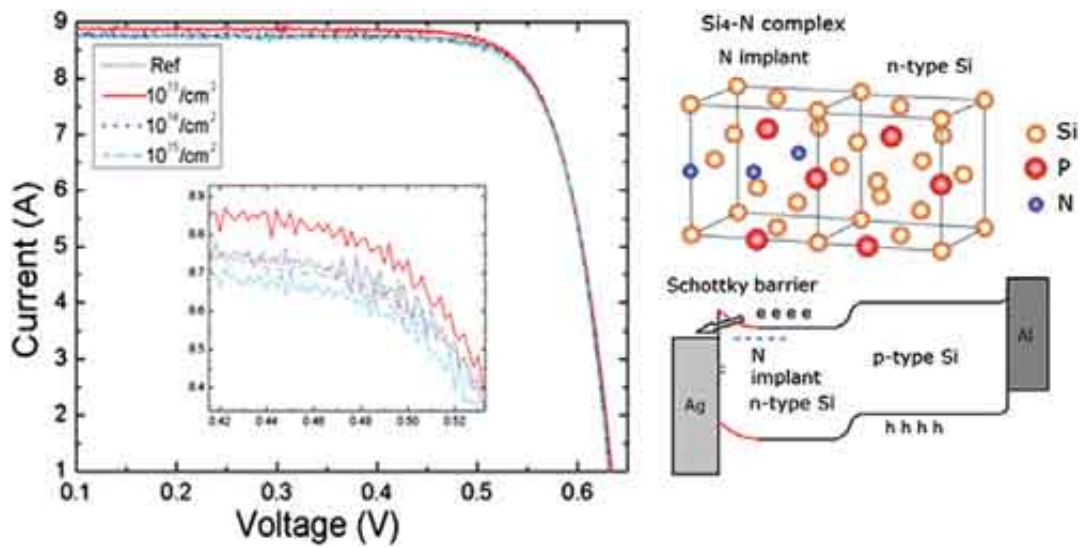 9
8
7
6
5
4
3
2
1
Current (A)
Ref
10¹³/cm²
10¹⁴/cm²
10¹⁵/cm²
8.9
8.8
8.7
8.6
8.5
8.4
0.42 0.44 0.46 0.48 0.50 0.52
0.1 0.2 0.3 0.4 0.5 0.6
Voltage (V)
Si₄-N complex
N implant n-type Si
Si
P
N
Schottky barrier
e e e e
N
implant
n-type Si
p-type Si
Ag
Al
h h h h